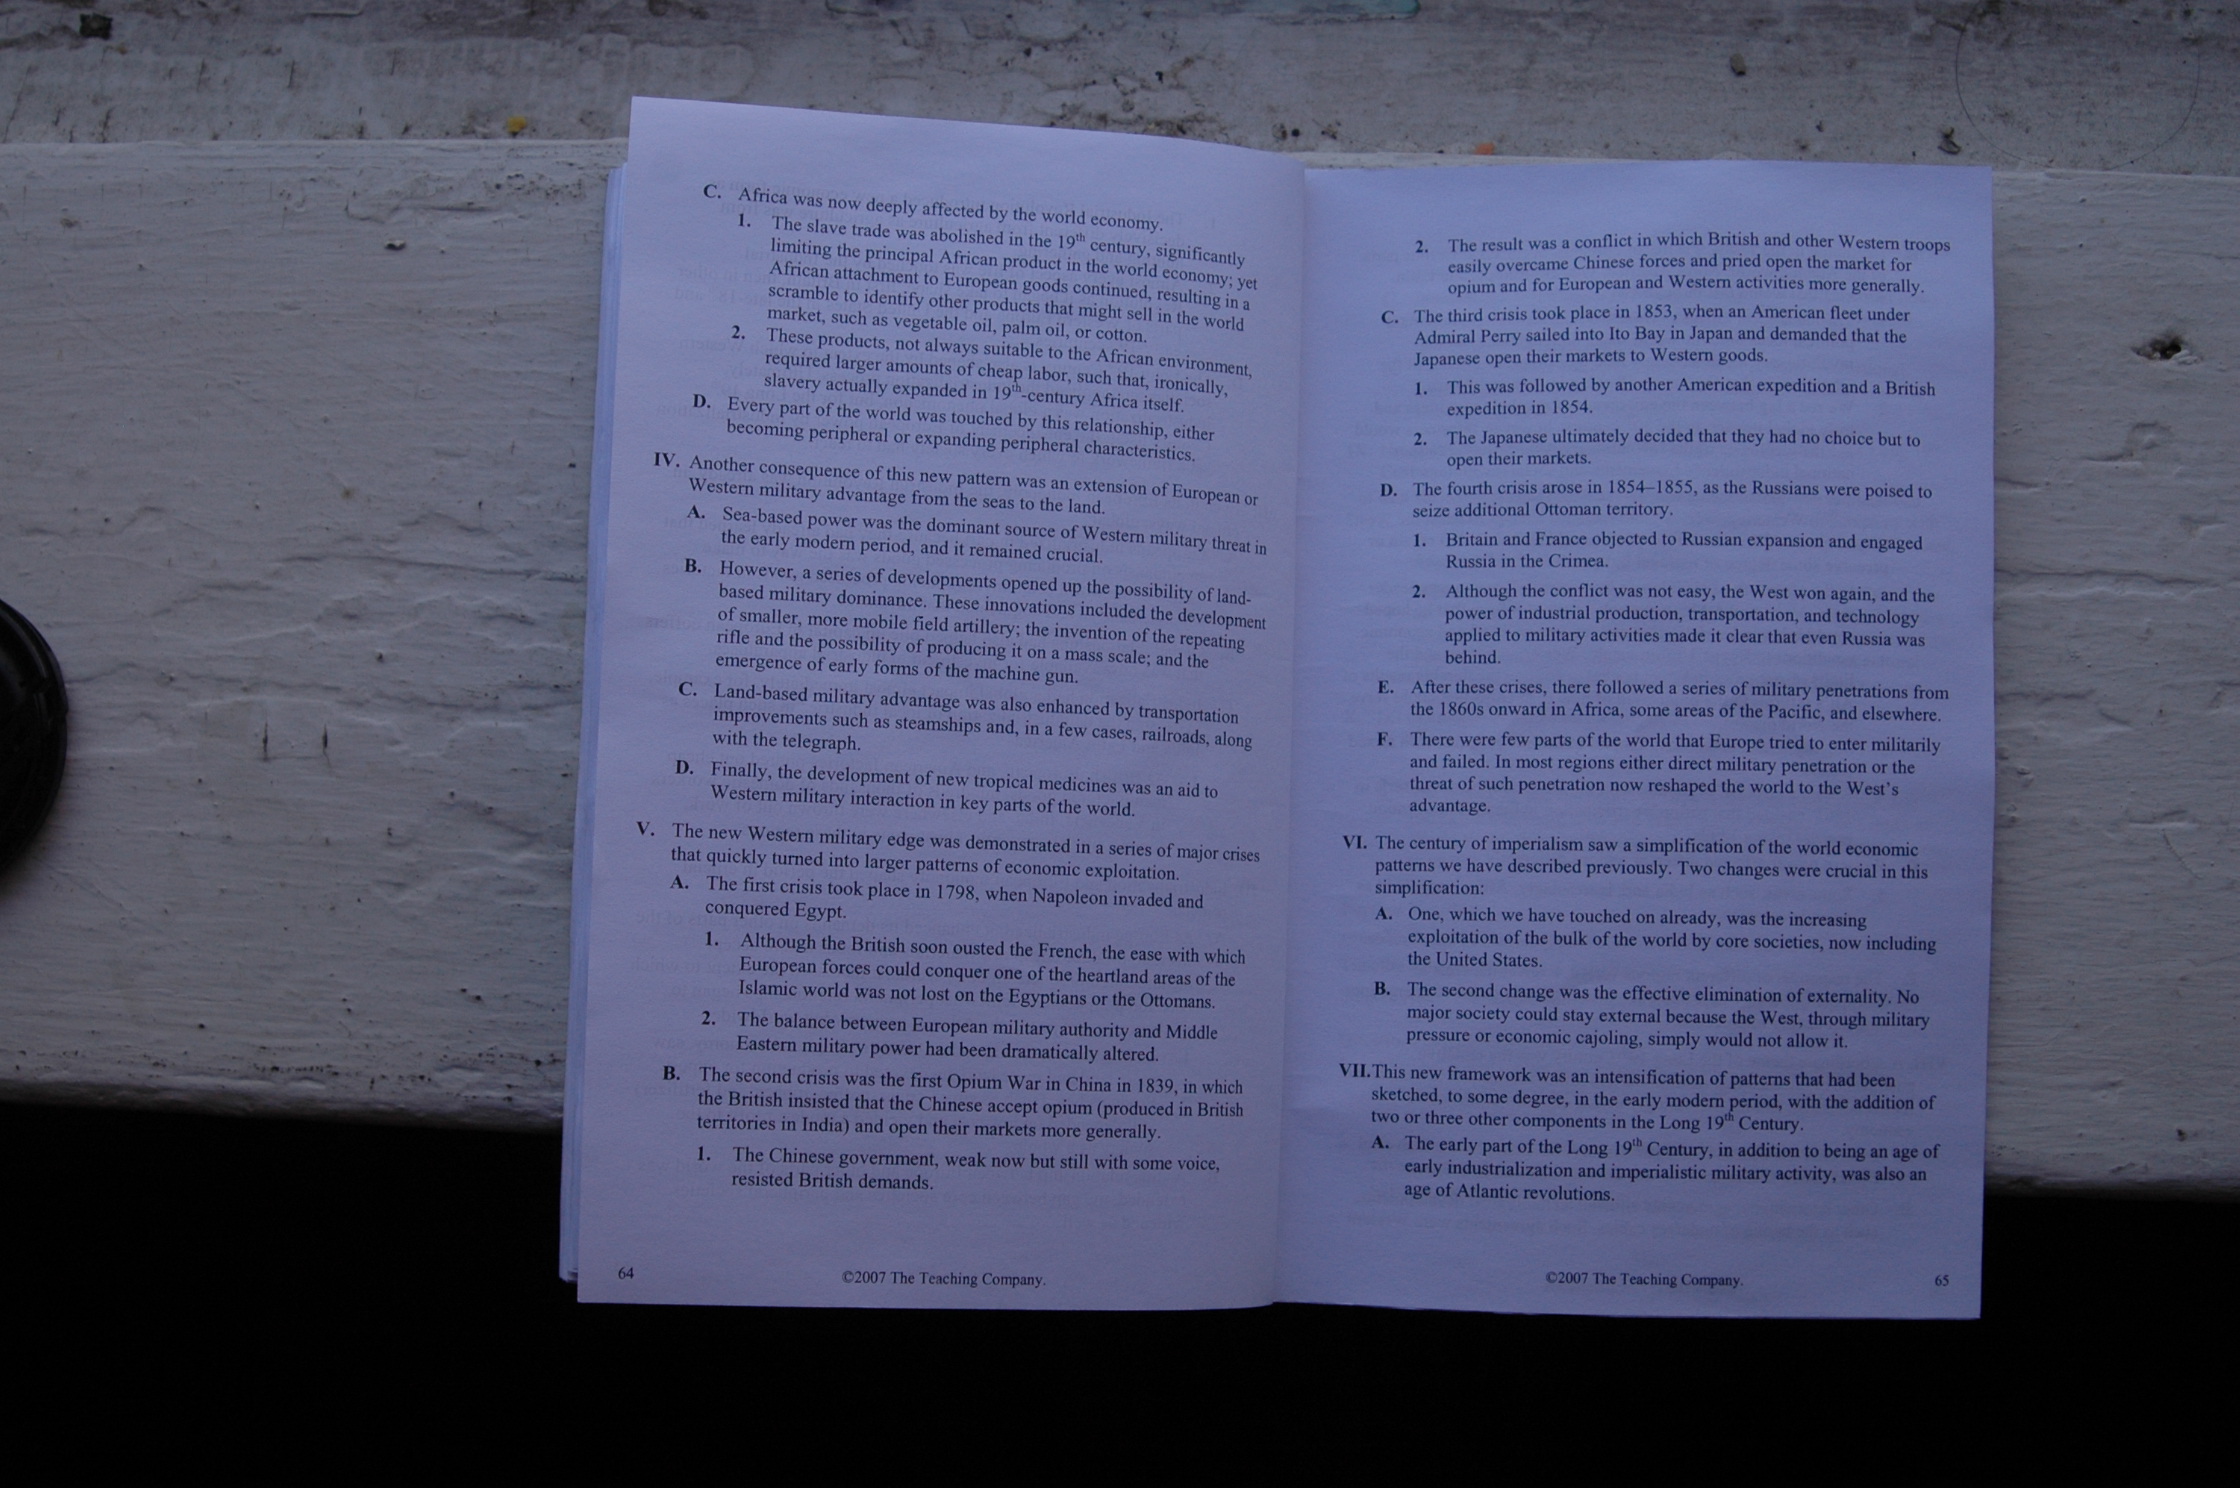 C. Africa was now deeply affected by the world economy.
1. The slave trade was abolished in the 19th century, significantly
limiting the principal African product in the world economy; yet
African attachment to European goods continued, resulting in a
scramble to identify other products that might sell in the world
market, such as vegetable oil, palm oil, or cotton.
2. These products, not always suitable to the African environment,
required larger amounts of cheap labor, such that, ironically,
slavery actually expanded in 19th-century Africa itself.
D. Every part of the world was touched by this relationship, either
becoming peripheral or expanding peripheral characteristics.
IV. Another consequence of this new pattern was an extension of European or
Western military advantage from the seas to the land.
A. Sea-based power was the dominant source of Western military threat in
the early modern period, and it remained crucial.
B. However, a series of developments opened up the possibility of land-
based military dominance. These innovations included the development
of smaller, more mobile field artillery; the invention of the repeating
rifle and the possibility of producing it on a mass scale; and the
emergence of early forms of the machine gun.
C. Land-based military advantage was also enhanced by transportation
improvements such as steamships and, in a few cases, railroads, along
with the telegraph.
D. Finally, the development of new tropical medicines was an aid to
Western military interaction in key parts of the world.
V. The new Western military edge was demonstrated in a series of major crises
that quickly turned into larger patterns of economic exploitation.
A. The first crisis took place in 1798, when Napoleon invaded and
conquered Egypt.
1. Although the British soon ousted the French, the ease with which
European forces could conquer one of the heartland areas of the
Islamic world was not lost on the Egyptians or the Ottomans.
2. The balance between European military authority and Middle
Eastern military power had been dramatically altered.
B. The second crisis was the first Opium War in China in 1839, in which
the British insisted that the Chinese accept opium (produced in British
territories in India) and open their markets more generally.
1. The Chinese government, weak now but still with some voice,
resisted British demands.
64
©2007 The Teaching Company.
2. The result was a conflict in which British and other Western troops
easily overcame Chinese forces and pried open the market for
opium and for European and Western activities more generally.
C. The third crisis took place in 1853, when an American fleet under
Admiral Perry sailed into Ito Bay in Japan and demanded that the
Japanese open their markets to Western goods.
1. This was followed by another American expedition and a British
expedition in 1854.
2. The Japanese ultimately decided that they had no choice but to
open their markets.
D. The fourth crisis arose in 1854–1855, as the Russians were poised to
seize additional Ottoman territory.
1. Britain and France objected to Russian expansion and engaged
Russia in the Crimea.
2. Although the conflict was not easy, the West won again, and the
power of industrial production, transportation, and technology
applied to military activities made it clear that even Russia was
behind.
E. After these crises, there followed a series of military penetrations from
the 1860s onward in Africa, some areas of the Pacific, and elsewhere.
F. There were few parts of the world that Europe tried to enter militarily
and failed. In most regions either direct military penetration or the
threat of such penetration now reshaped the world to the West's
advantage.
VI. The century of imperialism saw a simplification of the world economic
patterns we have described previously. Two changes were crucial in this
simplification:
A. One, which we have touched on already, was the increasing
exploitation of the bulk of the world by core societies, now including
the United States.
B. The second change was the effective elimination of externality. No
major society could stay external because the West, through military
pressure or economic cajoling, simply would not allow it.
VII. This new framework was an intensification of patterns that had been
sketched, to some degree, in the early modern period, with the addition of
two or three other components in the Long 19th Century.
A. The early part of the Long 19th Century, in addition to being an age of
early industrialization and imperialistic military activity, was also an
age of Atlantic revolutions.
©2007 The Teaching Company.
65